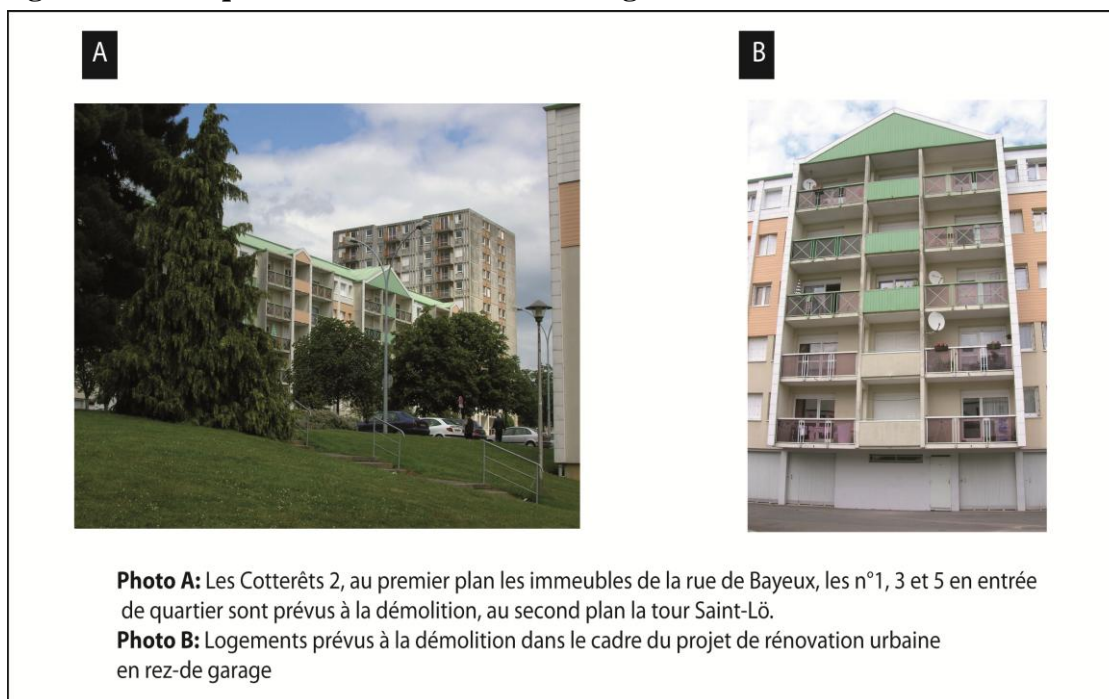 A
B
Photo A: Les Cotterêts 2, au premier plan les immeubles de la rue de Bayeux, les n°1, 3 et 5 en entrée
de quartier sont prévus à la démolition, au second plan la tour Saint-Lö.
Photo B: Logements prévus à la démolition dans le cadre du projet de rénovation urbaine
en rez-de garage